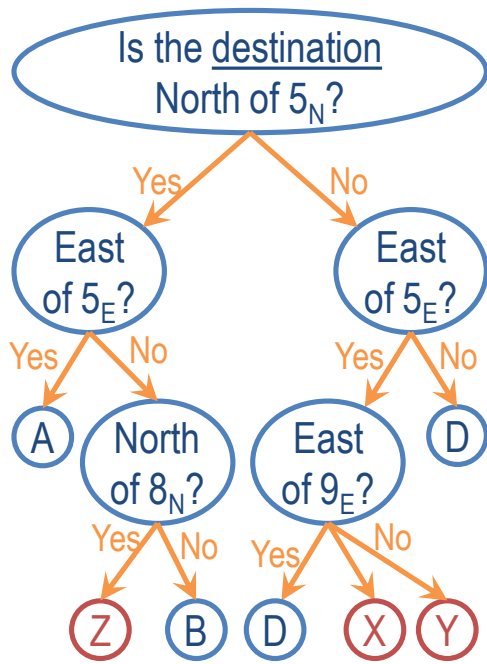 Is the destination
North of 5N?
Yes
No
East
of 5E?
East
of 5E?
Yes
No
Yes
No
A
North
of 8N?
East
of 9E?
D
Yes
No
Yes
No
Z
B
D
X
Y